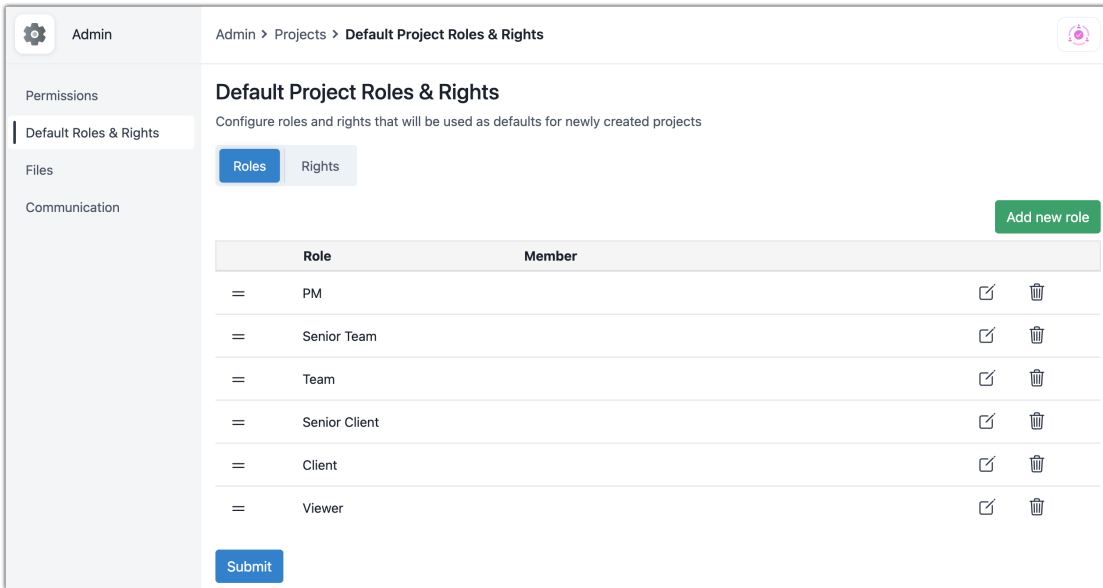 Admin
Admin > Projects > Default Project Roles & Rights
Permissions
Default Roles & Rights
Files
Communication
Default Project Roles & Rights
Configure roles and rights that will be used as defaults for newly created projects
Roles Rights
Add new role
Role Member
PM
Senior Team
Team
Senior Client
Client
Viewer
Submit